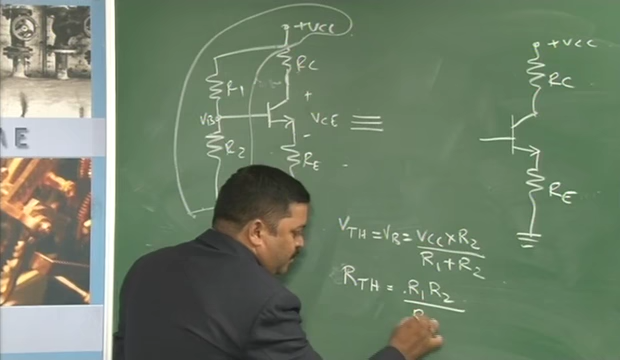 +VCC
RC
R1
VB
+
VCE
-
R2
RE
+VCC
RC
RE
VTH = VB = VCC × R2
R1 + R2
RTH = R1 R2
R